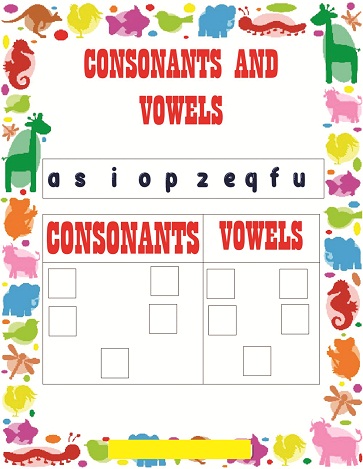 CONSONANTS AND
VOWELS
a s i o p z e q f u
CONSONANTS VOWELS